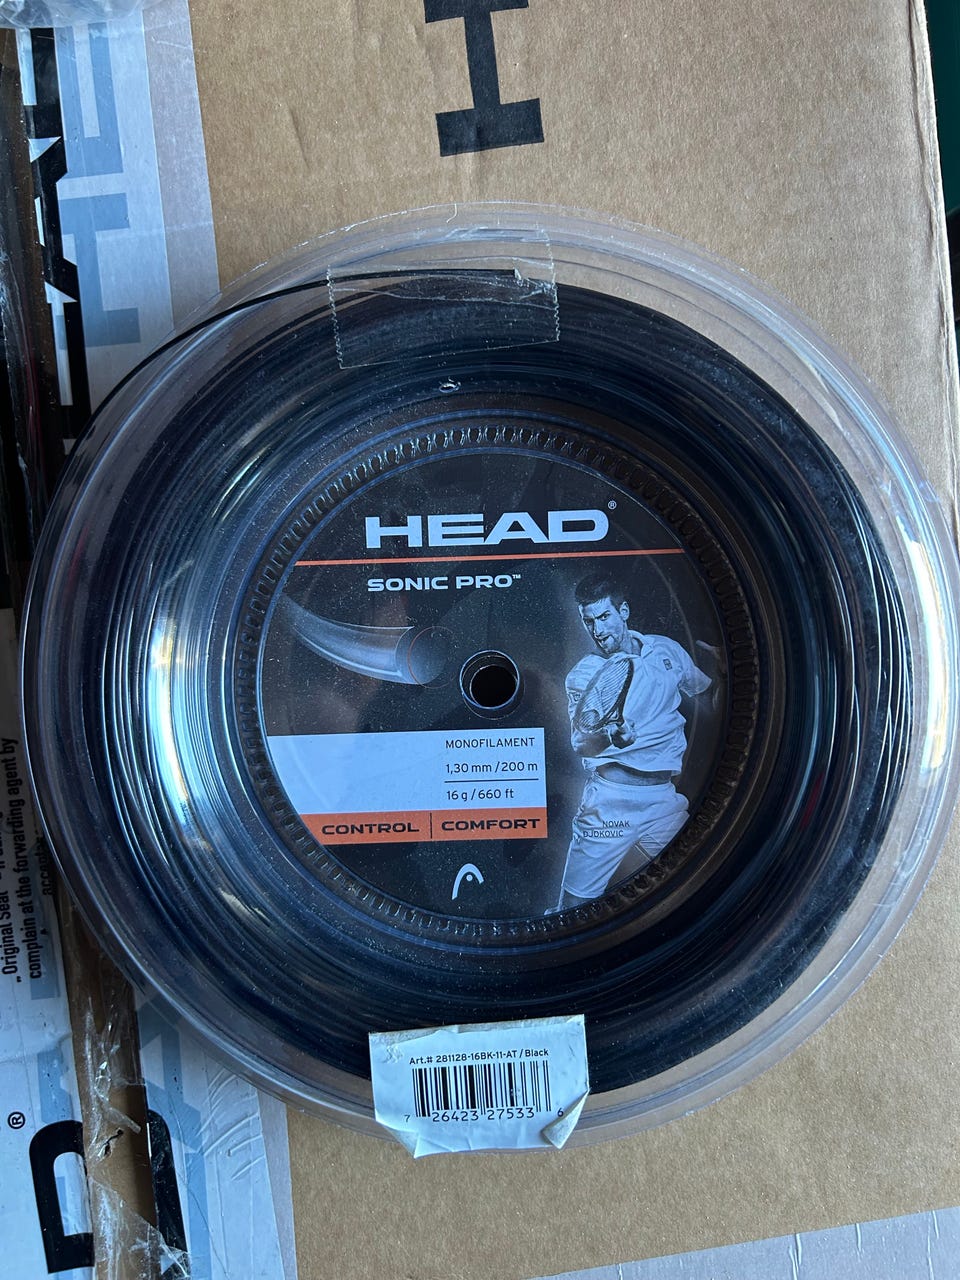 HEAD®
SONIC PRO™
MONOFILAMENT
1,30 mm / 200 m
16 g / 660 ft
CONTROL | COMFORT
NOVAK
DJOKOVIC
Art.# 281128-16BK-11-AT / Black
7 26423 27533 6
„Original Seal"
complain at the forwarding agent by
®